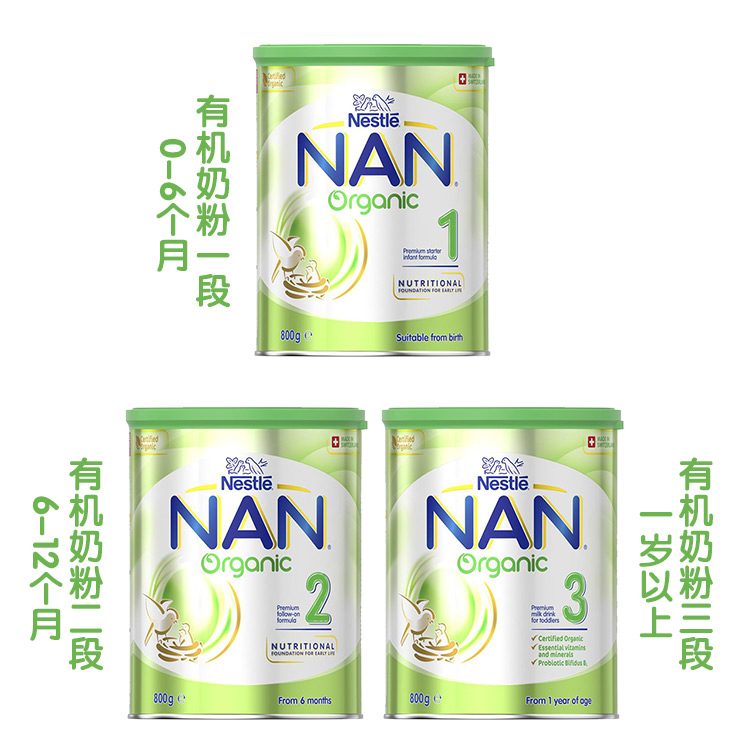 有机奶粉一段
0-6个月
Certified
Organic
MADE IN
SWITZERLAND
Nestlé
NAN
Organic
1
Premium starter
infant formula
NUTRITIONAL
FOUNDATION FOR EARLY LIFE
800g ℮
Suitable from birth
有机奶粉二段
6-12个月
Certified
Organic
MADE IN
SWITZERLAND
Nestlé
NAN
Organic
2
Premium
follow-on
formula
NUTRITIONAL
FOUNDATION FOR EARLY LIFE
800g ℮
From 6 months
Certified
Organic
MADE IN
SWITZERLAND
Nestlé
NAN
Organic
3
Premium
milk drink
for toddlers
✓ Certified Organic
✓ Essential vitamins
and minerals
✓ Probiotic Bifidus BL
800g ℮
From 1 year of age
有机奶粉三段
一岁以上